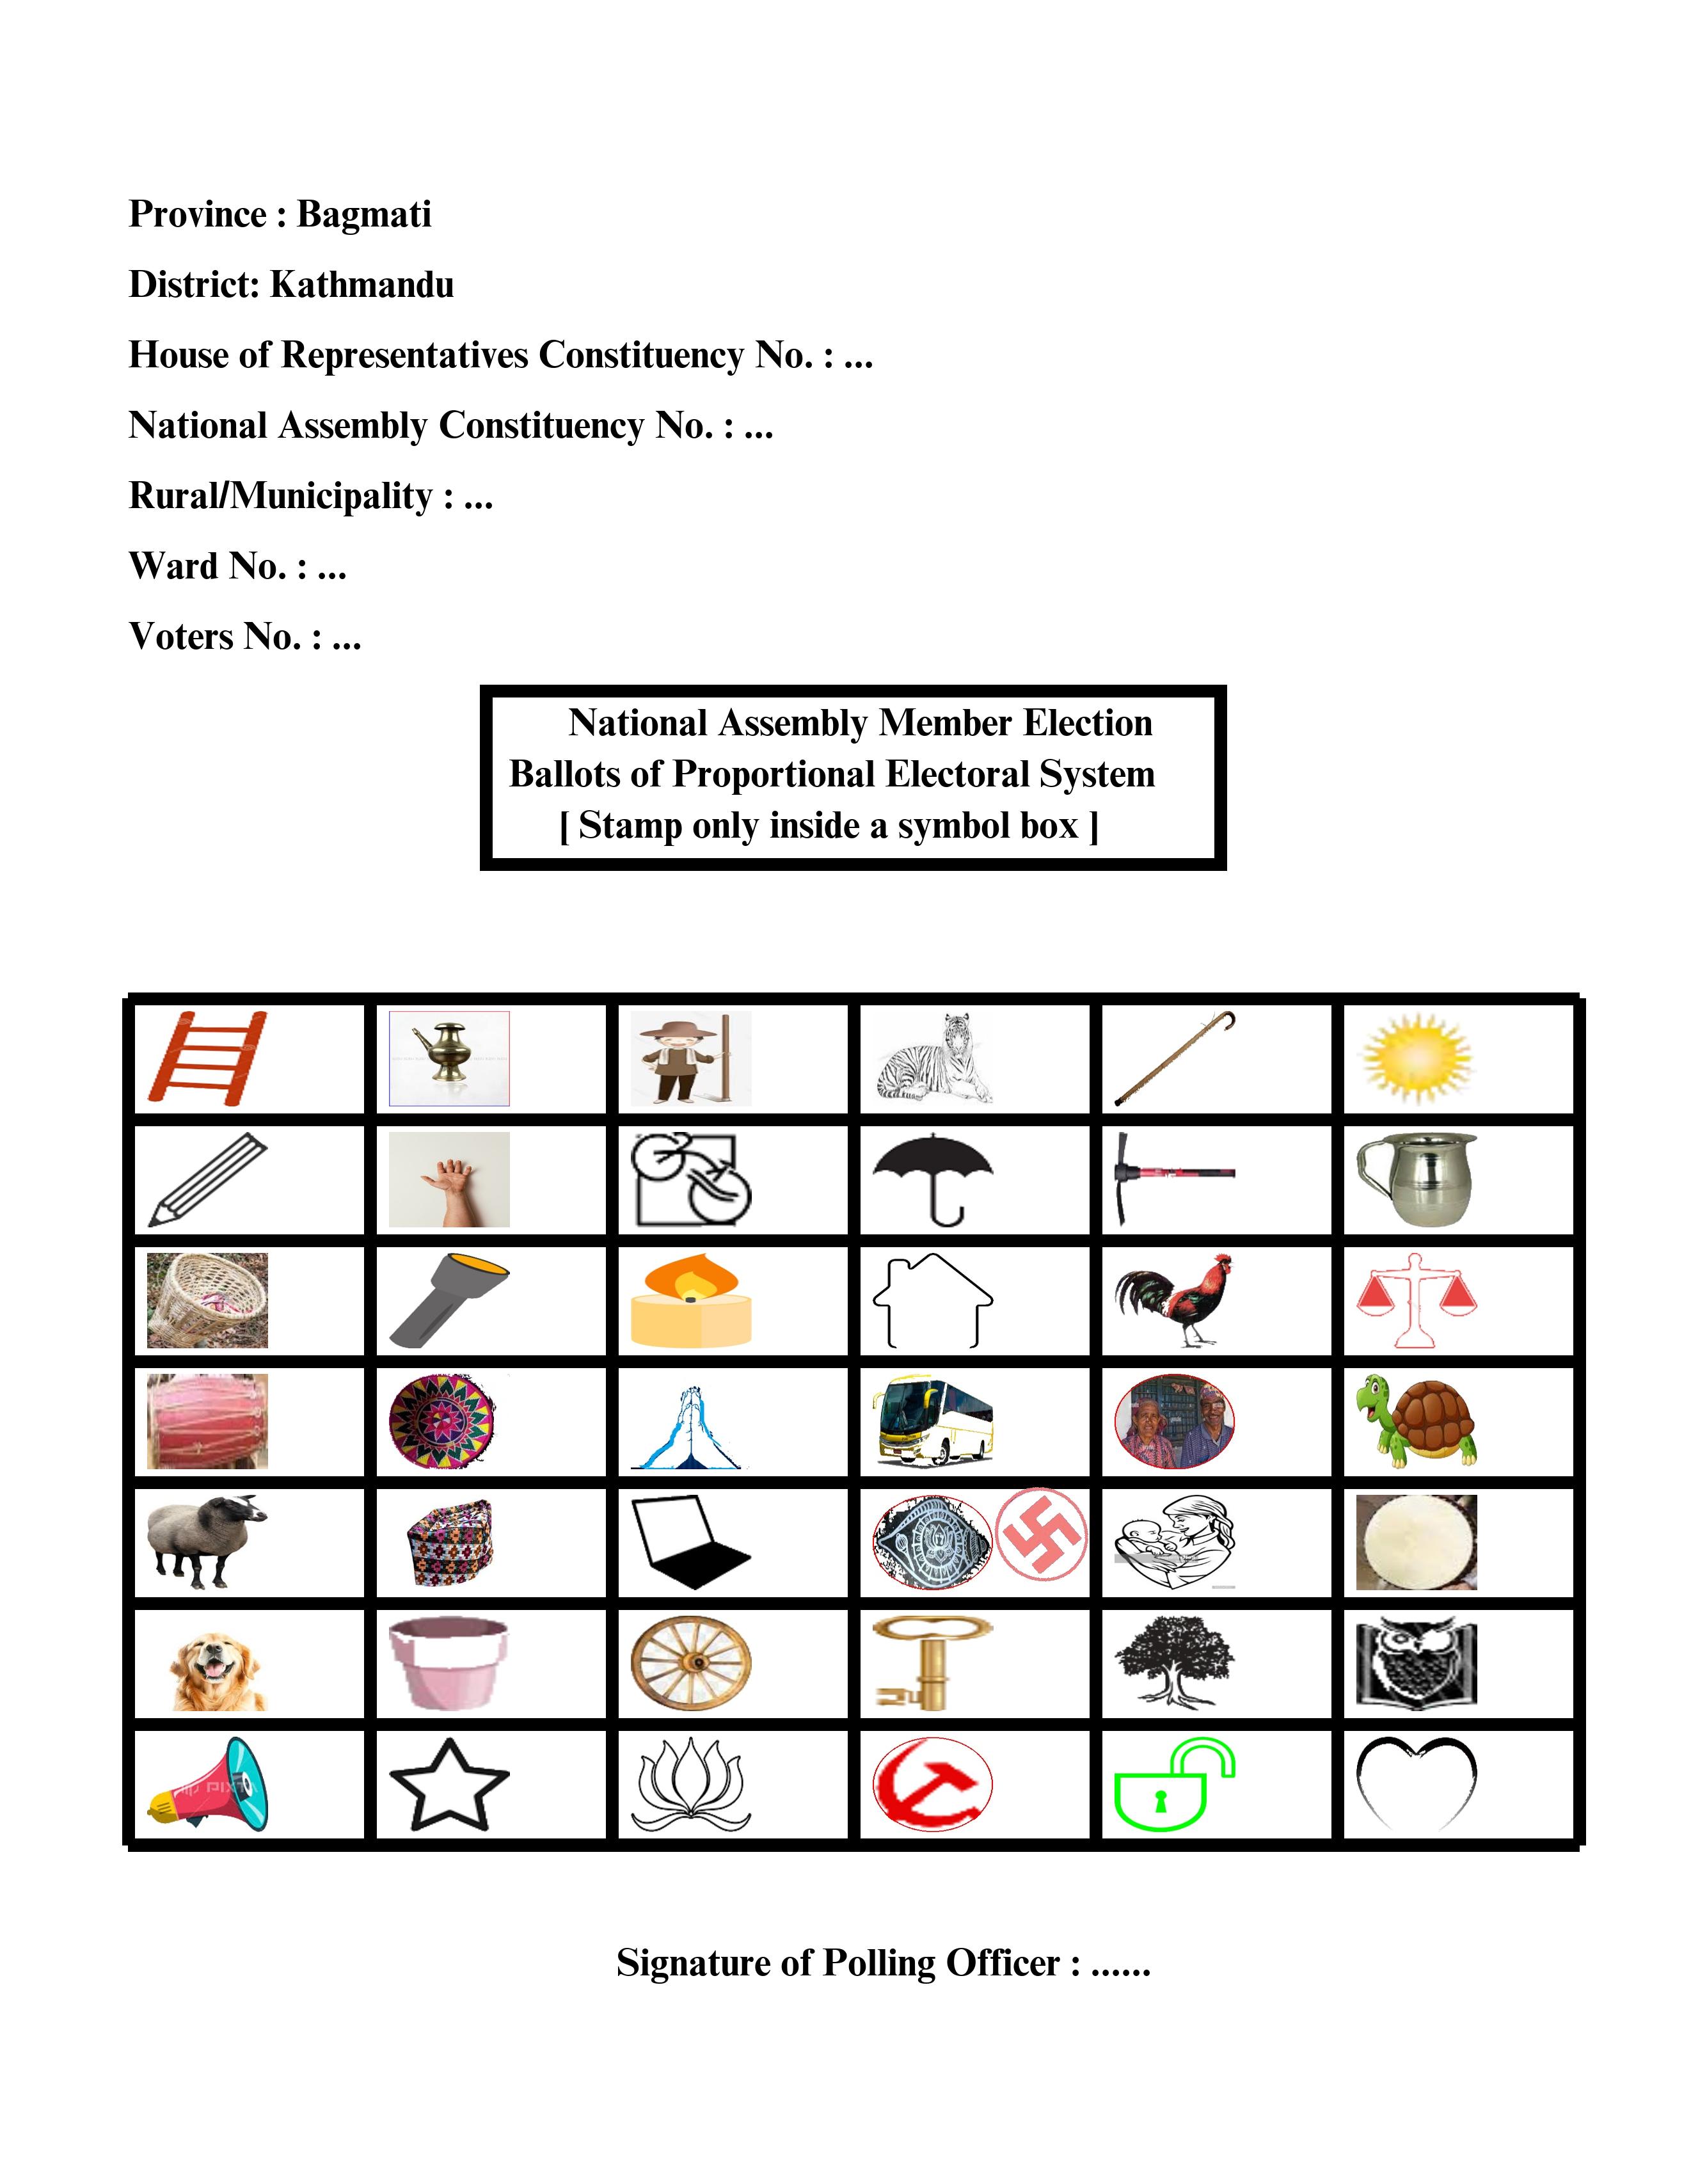 Province : Bagmati
District: Kathmandu
House of Representatives Constituency No. : ...
National Assembly Constituency No. : ...
Rural/Municipality : ...
Ward No. : ...
Voters No. : ...
National Assembly Member Election
Ballots of Proportional Electoral System
[ Stamp only inside a symbol box ]
Signature of Polling Officer : ......